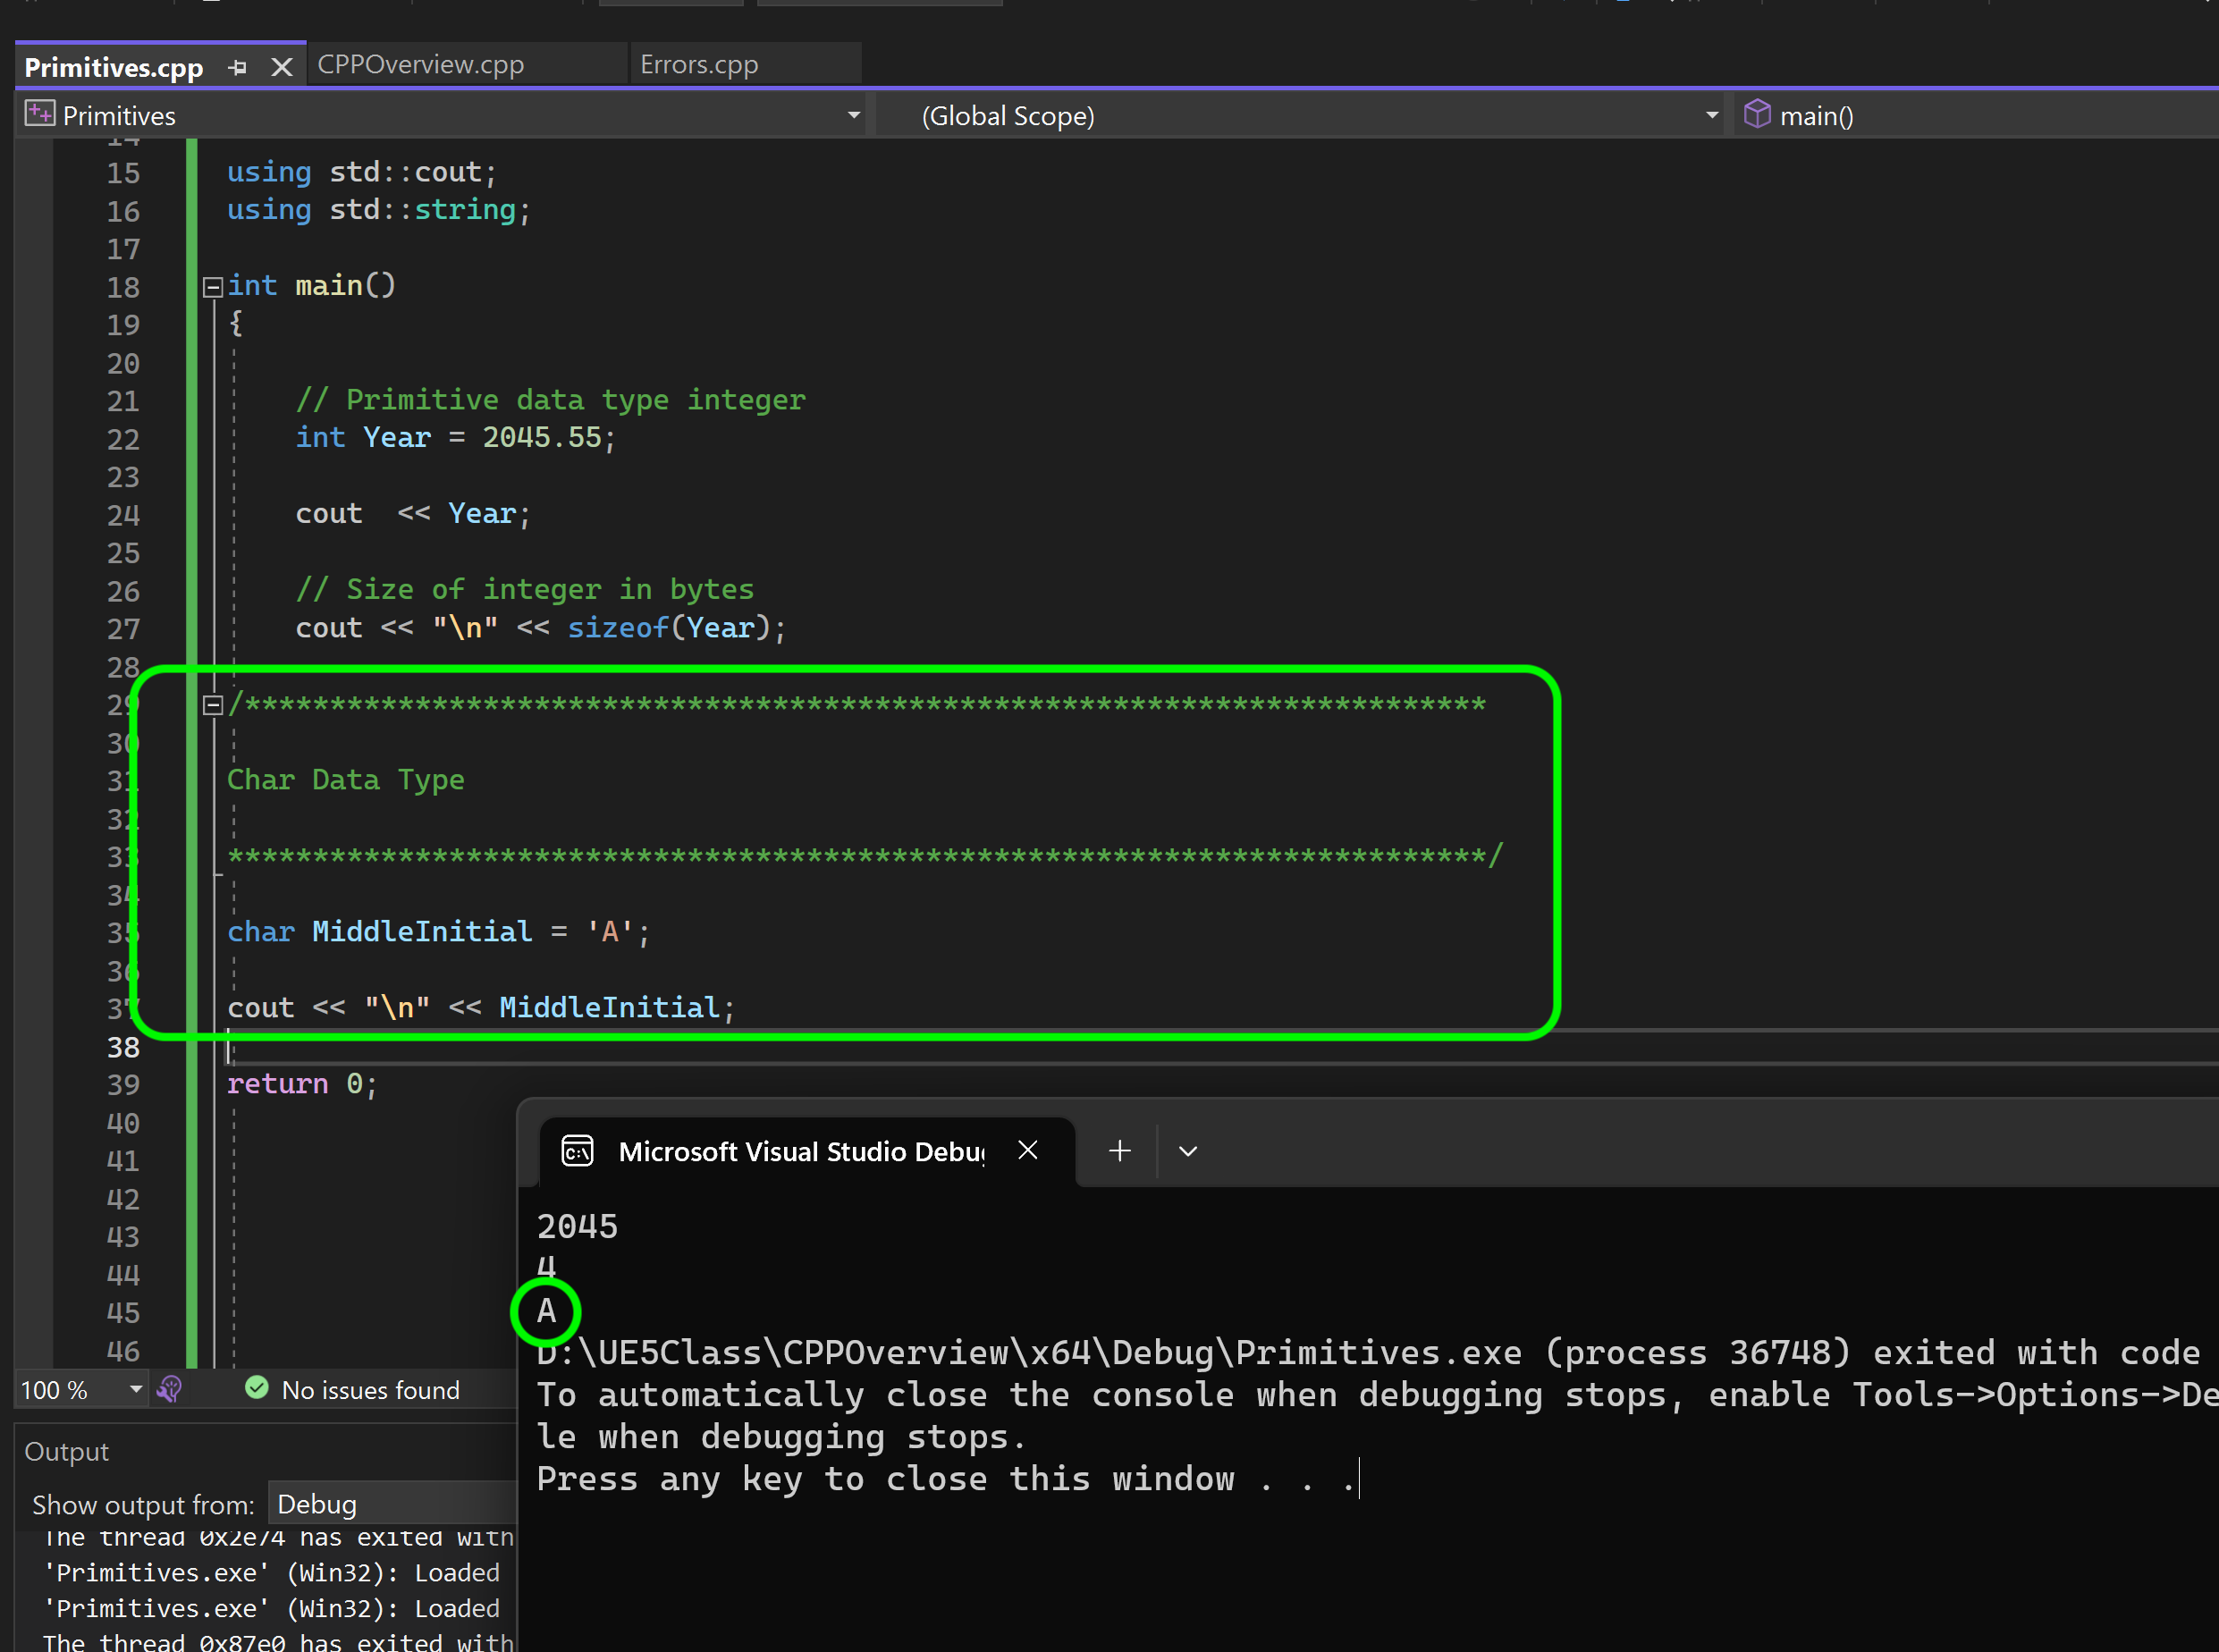 Primitives.cpp
CPPOverview.cpp
Errors.cpp
Primitives
(Global Scope)
main()
14
15 using std::cout;
16 using std::string;
17
18 int main()
19 {
20
21 // Primitive data type integer
22 int Year = 2045.55;
23
24 cout  << Year;
25
26 // Size of integer in bytes
27 cout << "\n" << sizeof(Year);
28
29 /*************************************************************************
30
31 Char Data Type
32
33 **************************************************************************/
34
35 char MiddleInitial = 'A';
36
37 cout << "\n" << MiddleInitial;
38
39 return 0;
40
41
42
43
44
45
46
100 %
No issues found
Output
Show output from: Debug
The thread 0x2e74 has exited with
'Primitives.exe' (Win32): Loaded
'Primitives.exe' (Win32): Loaded
The thread 0x87e0 has exited with
C:\
Microsoft Visual Studio Debu
2045
4
A
D:\UE5Class\CPPOverview\x64\Debug\Primitives.exe (process 36748) exited with code
To automatically close the console when debugging stops, enable Tools->Options->De
le when debugging stops.
Press any key to close this window . . .